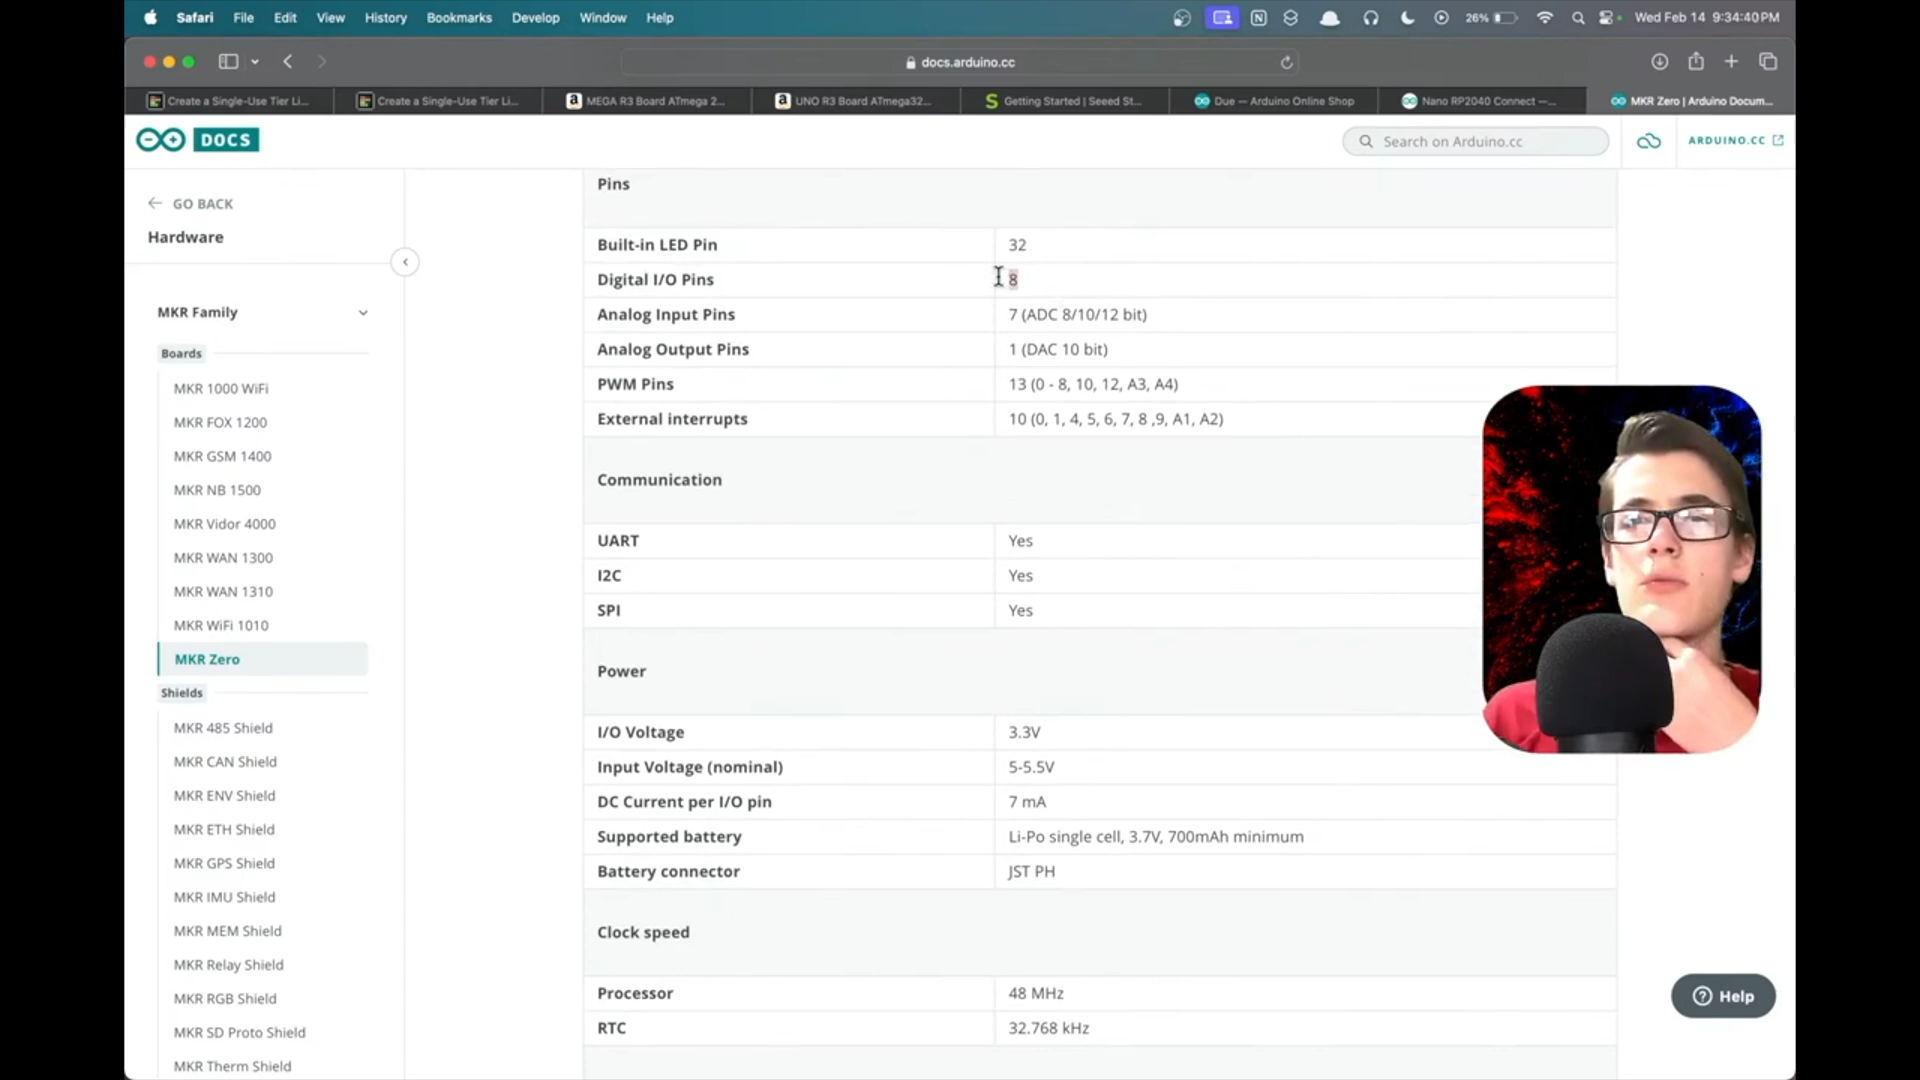 Safari File Edit View History Bookmarks Develop Window Help 26% Wed Feb 14 9:34:40 PM
docs.arduino.cc
Create a Single-Use Tier Li... Create a Single-Use Tier Li... MEGA R3 Board ATmega 2... UNO R3 Board ATmega32... Getting Started | Seeed St... Due — Arduino Online Shop Nano RP2040 Connect —... MKR Zero | Arduino Docum...
DOCS Search on Arduino.cc ARDUINO.CC
GO BACK
Hardware
MKR Family
Boards
MKR 1000 WiFi
MKR FOX 1200
MKR GSM 1400
MKR NB 1500
MKR Vidor 4000
MKR WAN 1300
MKR WAN 1310
MKR WiFi 1010
MKR Zero
Shields
MKR 485 Shield
MKR CAN Shield
MKR ENV Shield
MKR ETH Shield
MKR GPS Shield
MKR IMU Shield
MKR MEM Shield
MKR Relay Shield
MKR RGB Shield
MKR SD Proto Shield
MKR Therm Shield
Pins
Built-in LED Pin 32
Digital I/O Pins 8
Analog Input Pins 7 (ADC 8/10/12 bit)
Analog Output Pins 1 (DAC 10 bit)
PWM Pins 13 (0 - 8, 10, 12, A3, A4)
External interrupts 10 (0, 1, 4, 5, 6, 7, 8 ,9, A1, A2)
Communication
UART Yes
I2C Yes
SPI Yes
Power
I/O Voltage 3.3V
Input Voltage (nominal) 5-5.5V
DC Current per I/O pin 7 mA
Supported battery Li-Po single cell, 3.7V, 700mAh minimum
Battery connector JST PH
Clock speed
Processor 48 MHz
RTC 32.768 kHz
Help